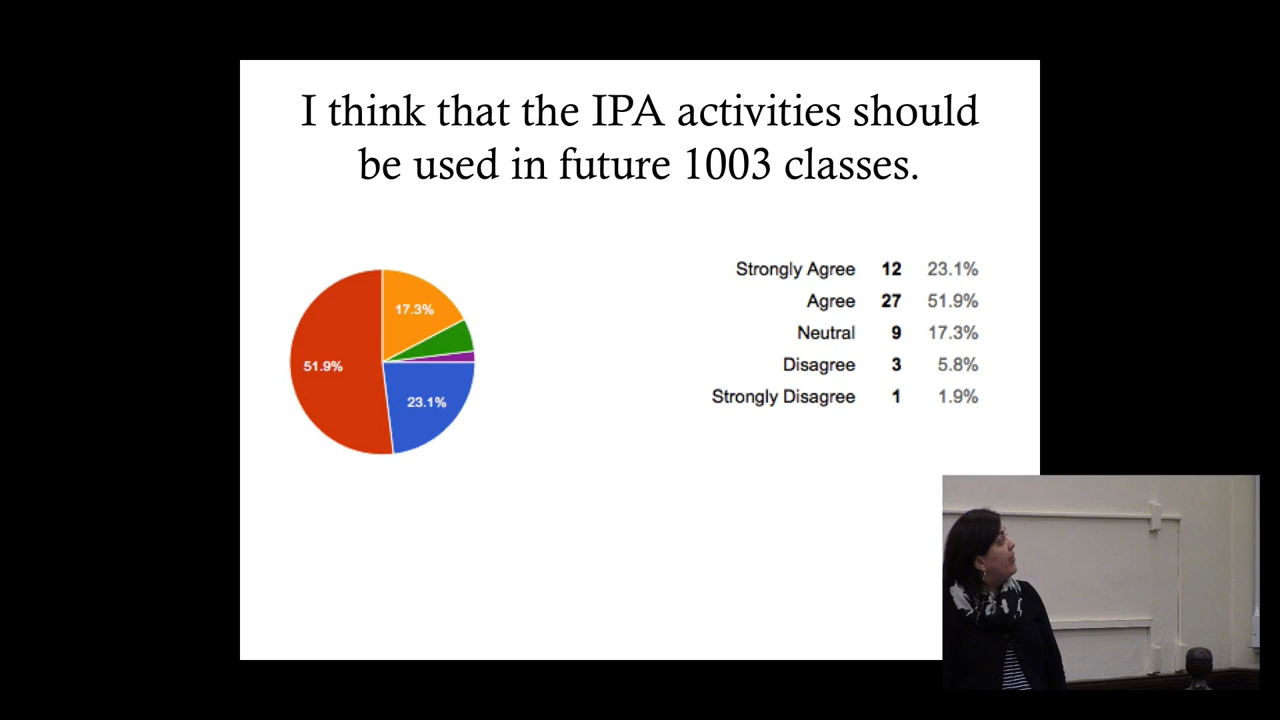 I think that the IPA activities should
be used in future 1003 classes.
17.3%
51.9%
23.1%
Strongly Agree 12 23.1%
Agree 27 51.9%
Neutral 9 17.3%
Disagree 3 5.8%
Strongly Disagree 1 1.9%